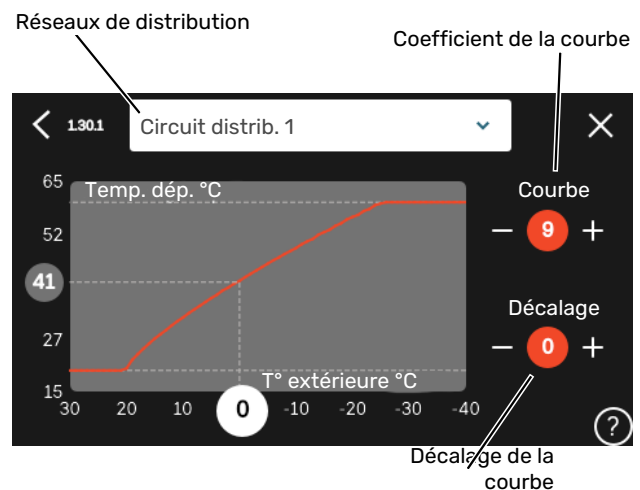 Réseaux de distribution
Coefficient de la courbe
1.30.1
Circuit distrib. 1
65
Temp. dép. °C
Courbe
52
9
41
Décalage
27
0
T° extérieure °C
15
30 20 10 0 -10 -20 -30 -40
?
Décalage de la
courbe